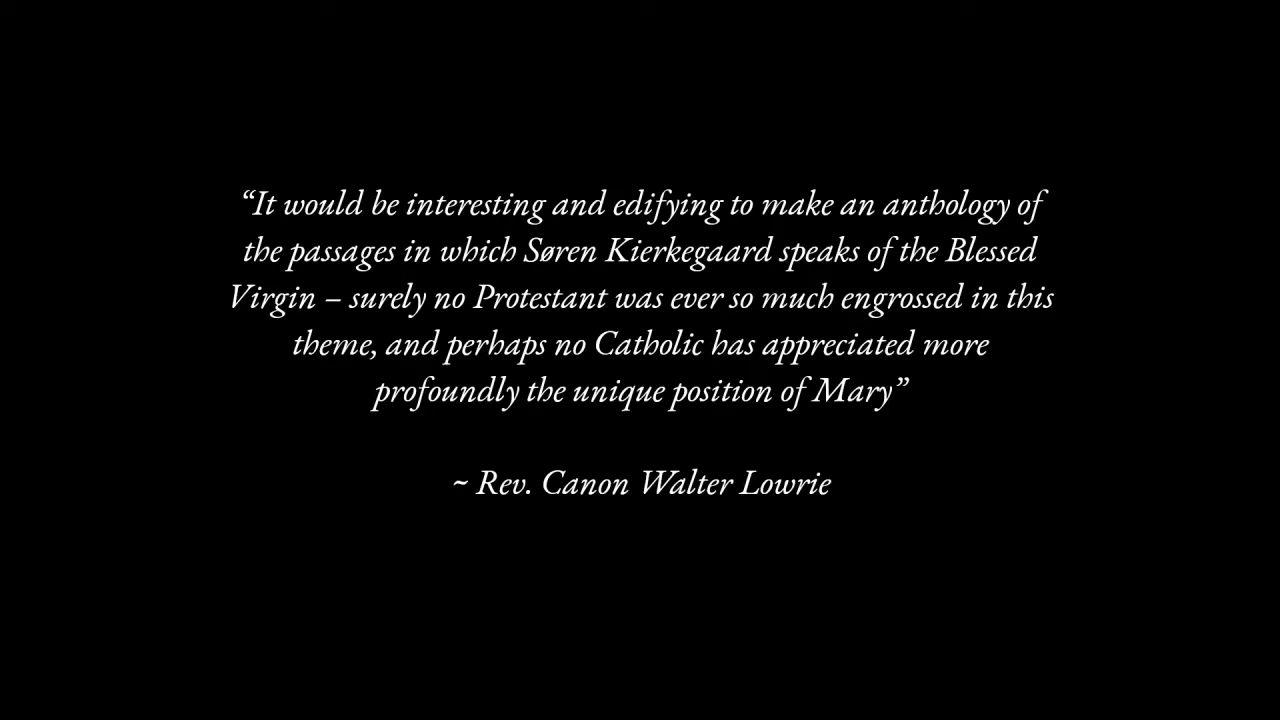 “It would be interesting and edifying to make an anthology of
the passages in which Søren Kierkegaard speaks of the Blessed
Virgin – surely no Protestant was ever so much engrossed in this
theme, and perhaps no Catholic has appreciated more
profoundly the unique position of Mary”
~ Rev. Canon Walter Lowrie